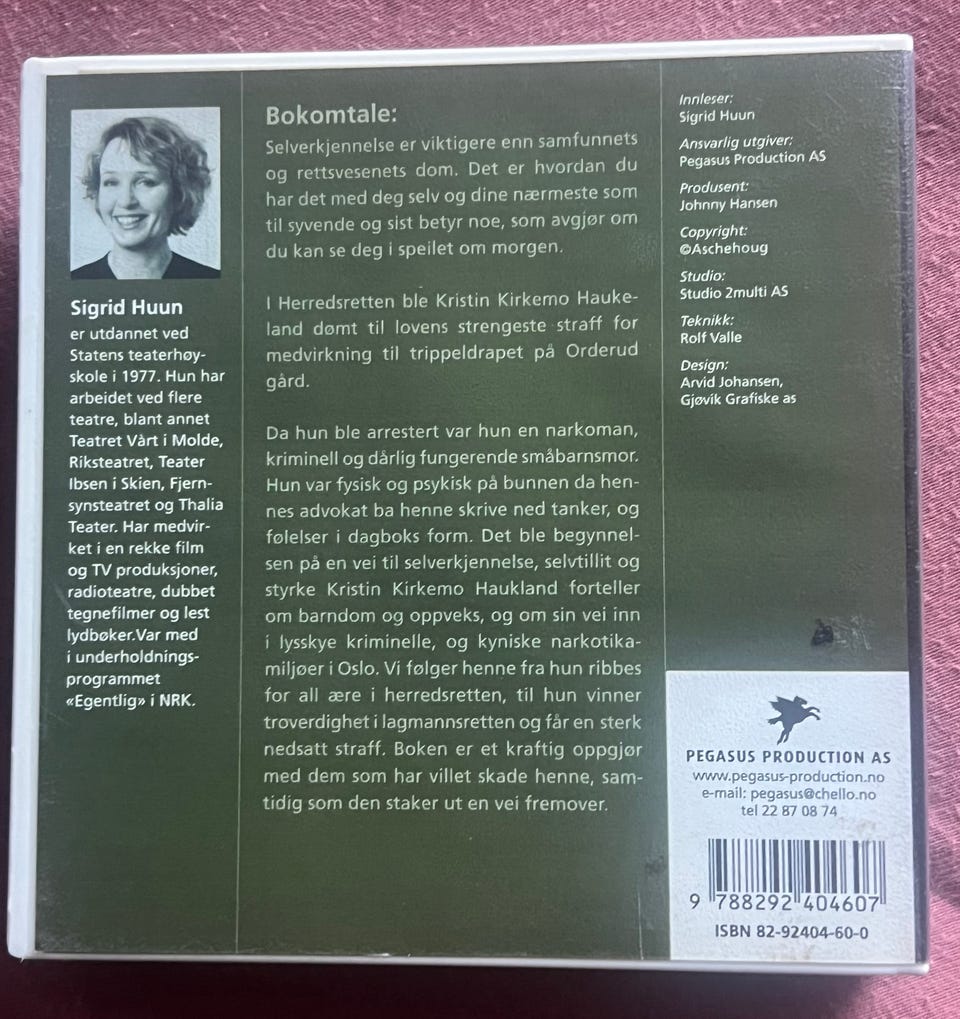 Sigrid Huun
er utdannet ved
Statens teaterhøy-
skole i 1977. Hun har
arbeidet ved flere
teatre, blant annet
Teatret Vårt i Molde,
Riksteatret, Teater
Ibsen i Skien, Fjern-
synsteatret og Thalia
Teater. Har medvir-
ket i en rekke film
og TV produksjoner,
radioteatre, dubbet
tegnefilmer og lest
lydbøker.Var med
i underholdnings-
programmet
«Egentlig» i NRK.
Bokomtale:
Selverkjennelse er viktigere enn samfunnets
og rettsvesenets dom. Det er hvordan du
har det med deg selv og dine nærmeste som
til syvende og sist betyr noe, som avgjør om
du kan se deg i speilet om morgen.
I Herredsretten ble Kristin Kirkemo Hauke-
land dømt til lovens strengeste straff for
medvirkning til trippeldrapet på Orderud
gård.
Da hun ble arrestert var hun en narkoman,
kriminell og dårlig fungerende småbarnsmor.
Hun var fysisk og psykisk på bunnen da hen-
nes advokat ba henne skrive ned tanker, og
følelser i dagboks form. Det ble begynnel-
sen på en vei til selverkjennelse, selvtillit og
styrke Kristin Kirkemo Haukland forteller
om barndom og oppveks, og om sin vei inn
i lysskye kriminelle, og kyniske narkotika-
miljøer i Oslo. Vi følger henne fra hun ribbes
for all ære i herredsretten, til hun vinner
troverdighet i lagmannsretten og får en sterk
nedsatt straff. Boken er et kraftig oppgjør
med dem som har villet skade henne, sam-
tidig som den staker ut en vei fremover.
Innleser:
Sigrid Huun
Ansvarlig utgiver:
Pegasus Production AS
Produsent:
Johnny Hansen
Copyright:
©Aschehoug
Studio:
Studio 2multi AS
Teknikk:
Rolf Valle
Design:
Arvid Johansen,
Gjøvik Grafiske as
PEGASUS PRODUCTION AS
www.pegasus-production.no
e-mail: pegasus@chello.no
tel 22 87 08 74
9 788292 404607
ISBN 82-92404-60-0